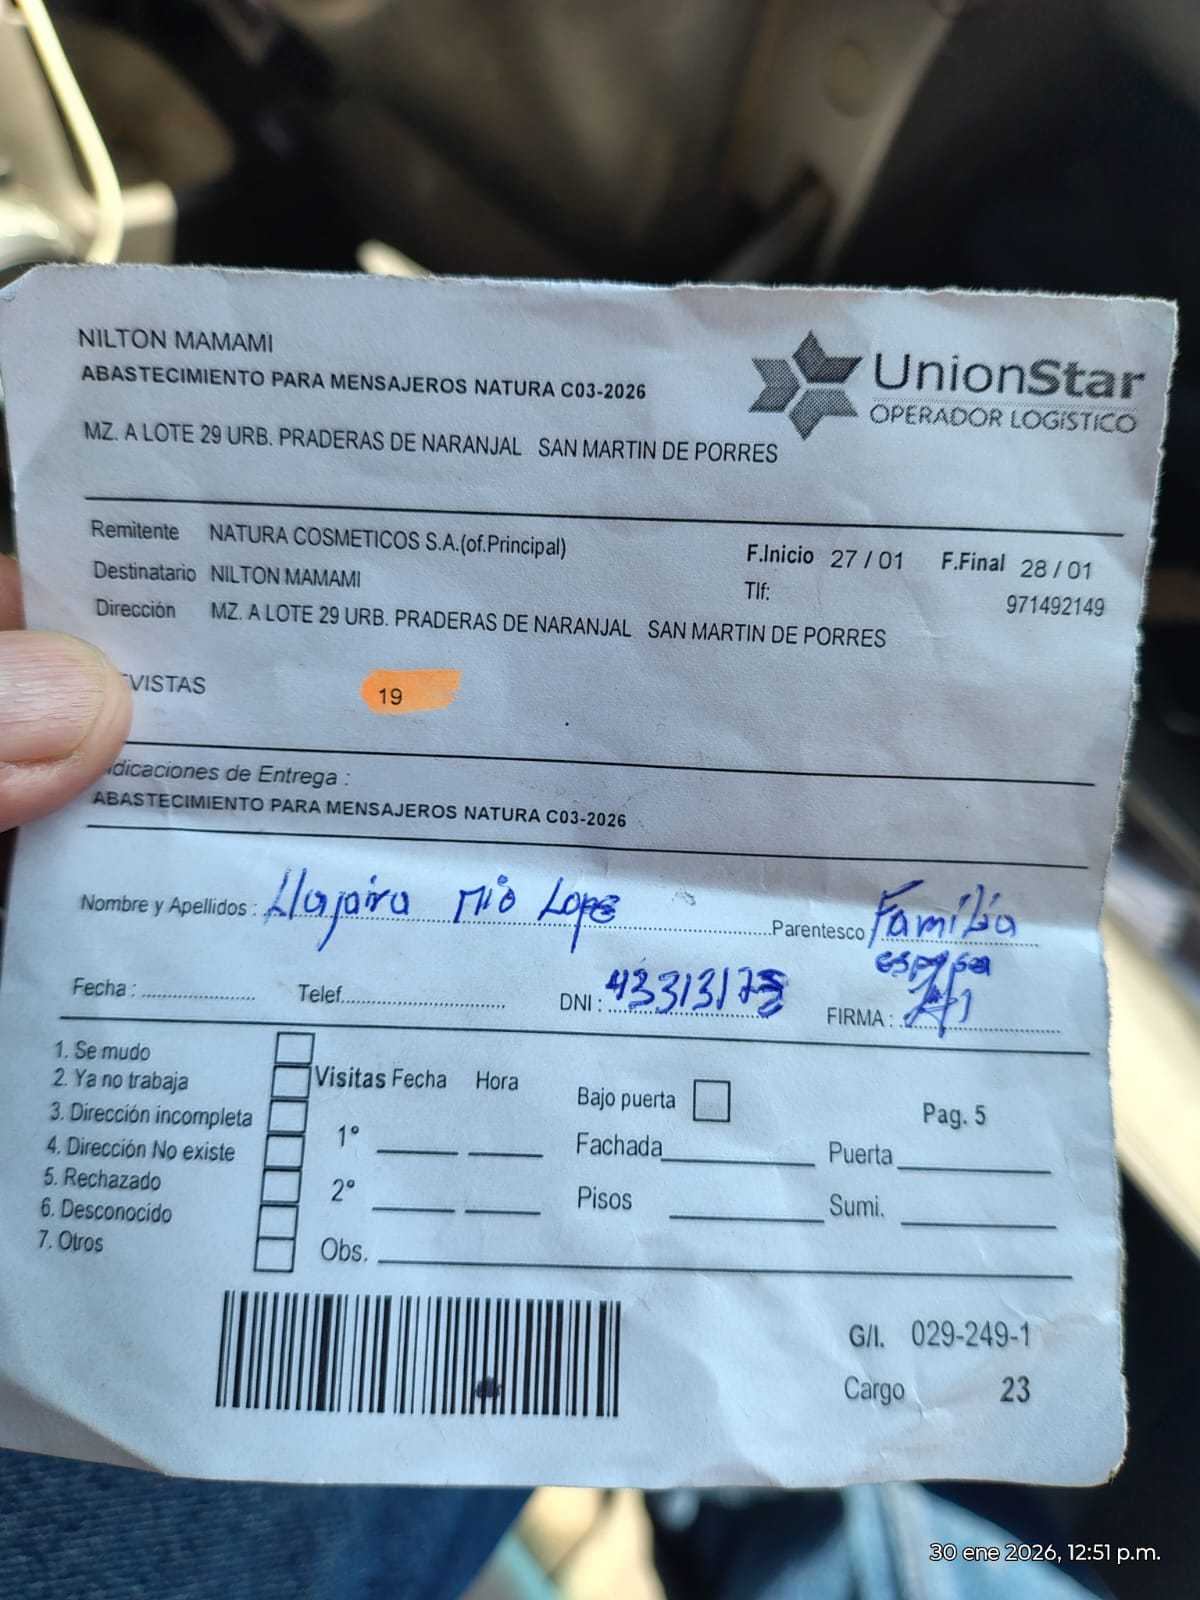 NILTON MAMAMI
ABASTECIMIENTO PARA MENSAJEROS NATURA C03-2026
MZ. A LOTE 29 URB. PRADERAS DE NARANJAL SAN MARTIN DE PORRES
UnionStar
OPERADOR LOGÍSTICO
Remitente NATURA COSMETICOS S.A.(of.Principal)
F.Inicio 27 / 01 F.Final 28 / 01
Destinatario NILTON MAMAMI
Tlf: 971492149
Dirección MZ. A LOTE 29 URB. PRADERAS DE NARANJAL SAN MARTIN DE PORRES
VISTAS 19
dicaciones de Entrega :
ABASTECIMIENTO PARA MENSAJEROS NATURA C03-2026
Nombre y Apellidos : Mio Lope Parentesco Familia
esposa
Fecha : Telef. DNI : FIRMA :
1. Se mudo
2. Ya no trabaja
3. Dirección incompleta
4. Dirección No existe
5. Rechazado
6. Desconocido
7. Otros
Visitas Fecha Hora
1°
2°
Obs.
Bajo puerta
Fachada
Pisos
Pag. 5
Puerta
Sumi.
G/I. 029-249-1
Cargo 23
30 ene 2026, 12:51 p.m.